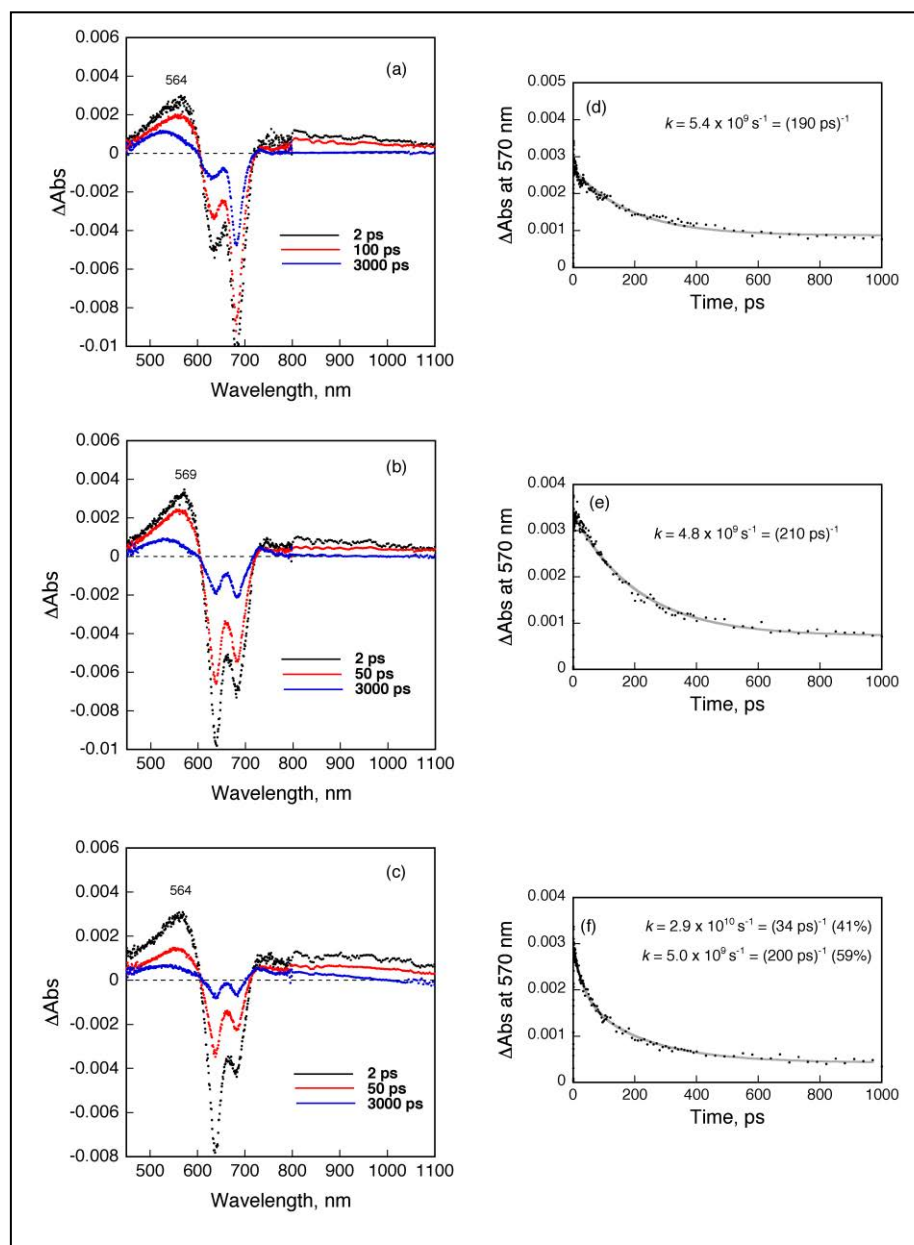 0.006
0.004
0.002
0
-0.002
-0.004
-0.006
-0.008
-0.01
ΔAbs
564
(a)
2 ps
100 ps
3000 ps
500 600 700 800 900 1000 1100
Wavelength, nm
0.005
0.004
0.003
0.002
0.001
0
ΔAbs at 570 nm
(d)
k = 5.4 x 10⁹ s⁻¹ = (190 ps)⁻¹
0 200 400 600 800 1000
Time, ps
0.006
0.004
0.002
0
-0.002
-0.004
-0.006
-0.008
-0.01
ΔAbs
569
(b)
2 ps
50 ps
3000 ps
500 600 700 800 900 1000 1100
Wavelength, nm
0.004
0.003
0.002
0.001
0
ΔAbs at 570 nm
(e)
k = 4.8 x 10⁹ s⁻¹ = (210 ps)⁻¹
0 200 400 600 800 1000
Time, ps
0.006
0.004
0.002
0
-0.002
-0.004
-0.006
-0.008
ΔAbs
564
(c)
2 ps
50 ps
3000 ps
500 600 700 800 900 1000 1100
Wavelength, nm
0.004
0.003
0.002
0.001
0
ΔAbs at 570 nm
(f)
k = 2.9 x 10¹⁰ s⁻¹ = (34 ps)⁻¹ (41%)
k = 5.0 x 10⁹ s⁻¹ = (200 ps)⁻¹ (59%)
0 200 400 600 800 1000
Time, ps